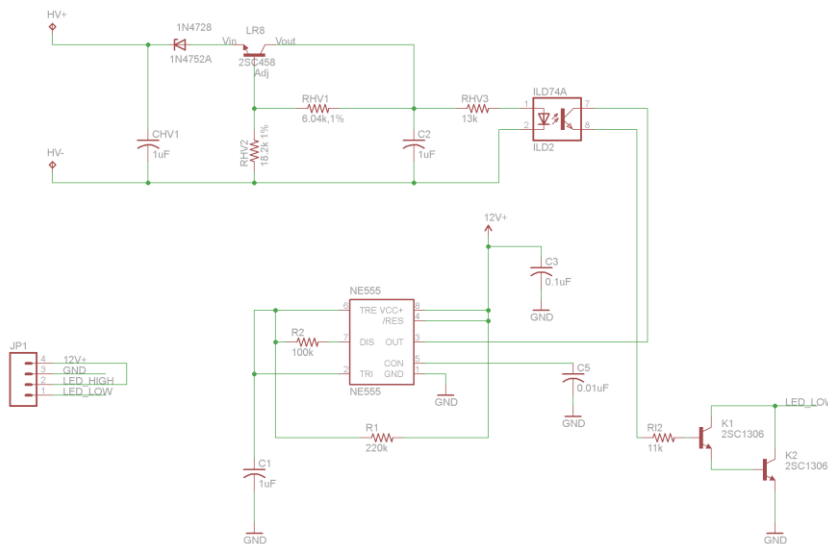 HV+
1N4728
1N4752A
LR8
Vin
Vout
2SC458
Adj
RHV1
6.04k,1%
RHV3
13k
ILD74A
1
2
7
8
ILD2
CHV1
1uF
RHV2
18.2k 1%
C2
1uF
HV-
12V+
C3
0.1uF
GND
NE555
6
TRE
VCC+
8
/RES
4
R2
100k
7
DIS
OUT
3
CON
5
2
TRI
GND
1
NE555
GND
C5
0.01uF
GND
JP1
4
12V+
3
GND
2
LED_HIGH
1
LED_LOW
R1
220k
C1
1uF
GND
LED_LOW
K1
2SC1306
RI2
11k
K2
2SC1306
GND